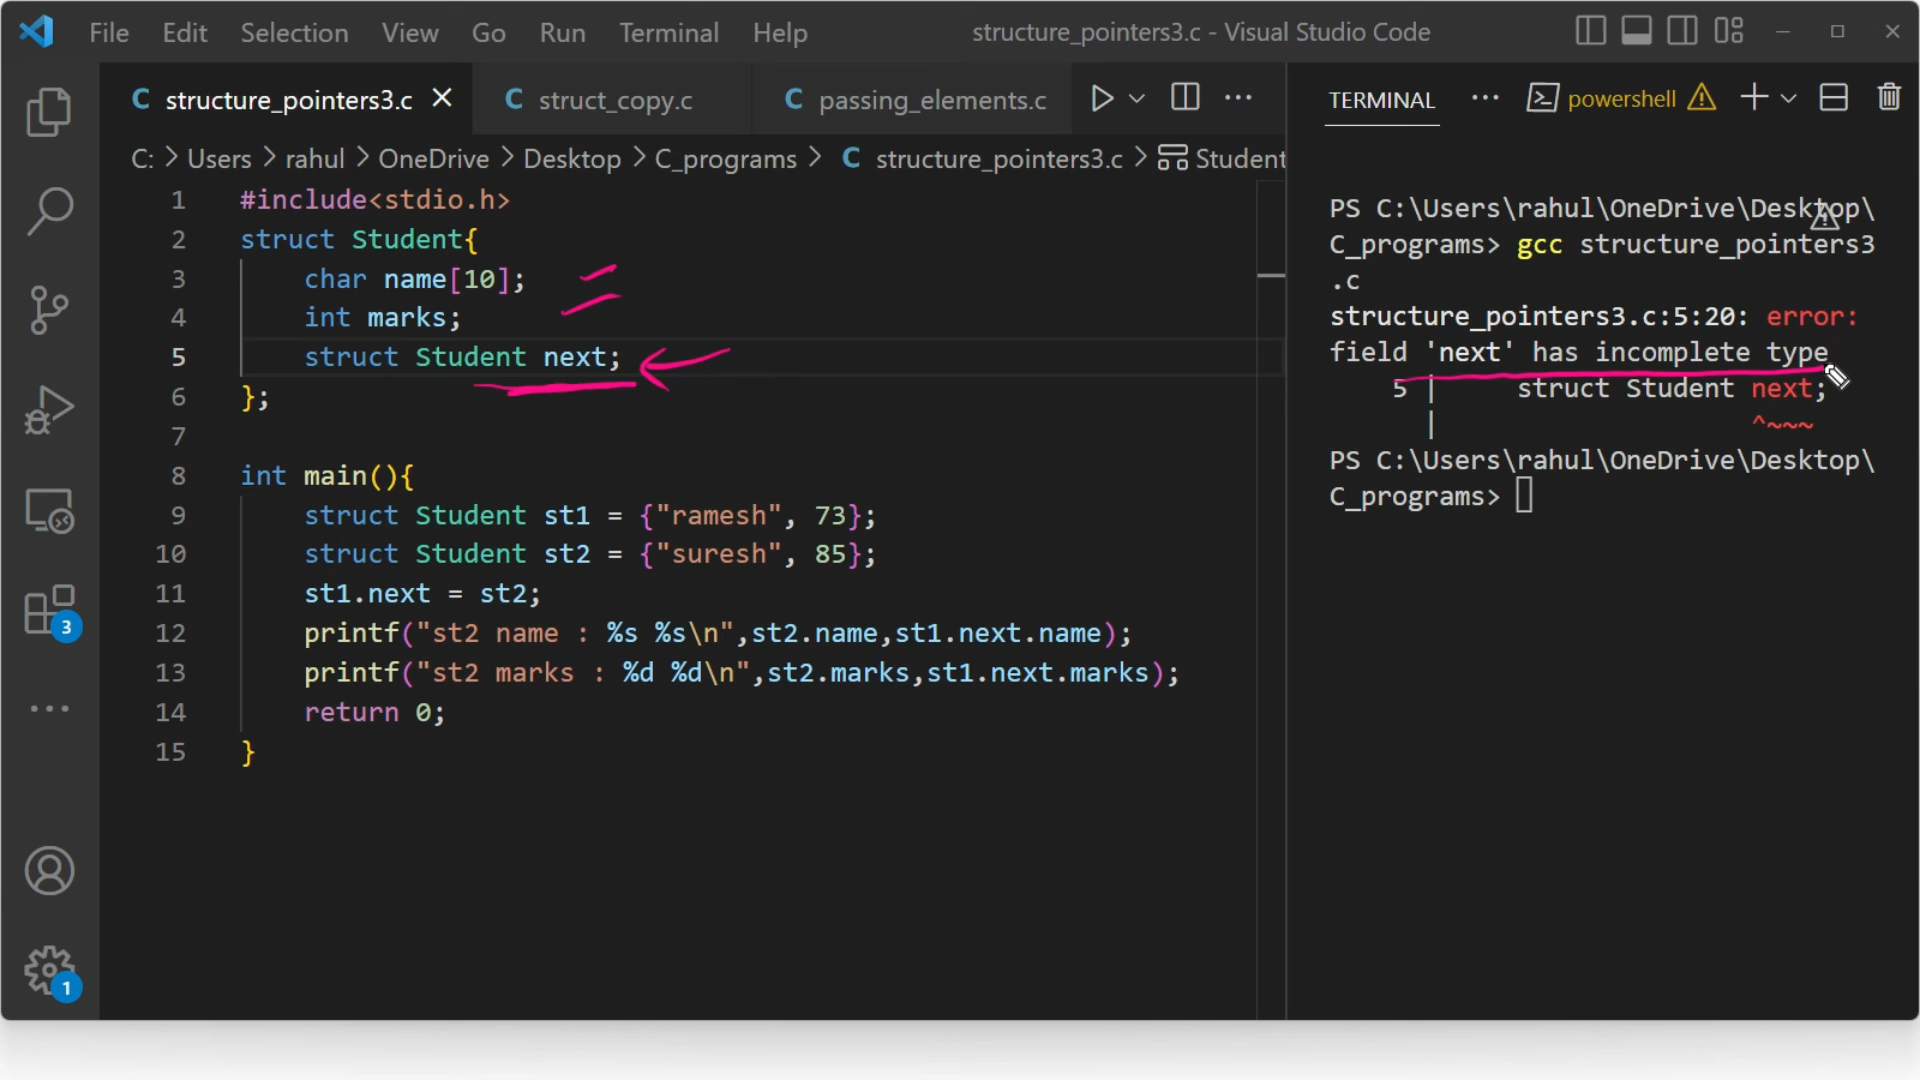 File Edit Selection View Go Run Terminal Help structure_pointers3.c - Visual Studio Code
structure_pointers3.c struct_copy.c passing_elements.c
C: > Users > rahul > OneDrive > Desktop > C_programs > C structure_pointers3.c > Student
1 #include<stdio.h>
2 struct Student{
3 char name[10];
4 int marks;
5 struct Student next;
6 };
7
8 int main(){
9 struct Student st1 = {"ramesh", 73};
10 struct Student st2 = {"suresh", 85};
11 st1.next = st2;
12 printf("st2 name : %s %s\n",st2.name,st1.next.name);
13 printf("st2 marks : %d %d\n",st2.marks,st1.next.marks);
14 return 0;
15 }
3
1
TERMINAL powershell
PS C:\Users\rahul\OneDrive\Desktop\
C_programs> gcc structure_pointers3
.c
structure_pointers3.c:5:20: error:
field 'next' has incomplete type
5 | struct Student next;
| ^~~~
PS C:\Users\rahul\OneDrive\Desktop\
C_programs>